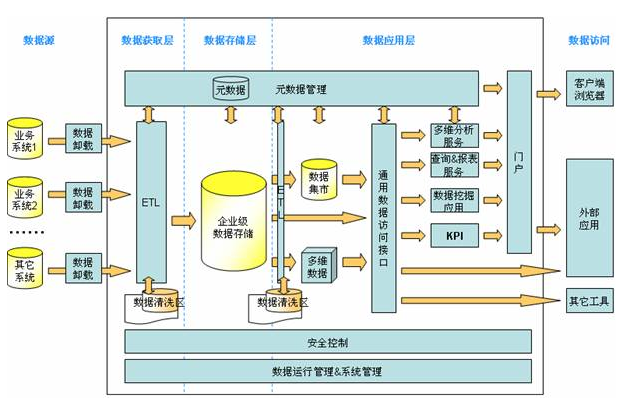 数据源
数据获取层
数据存储层
数据应用层
数据访问
元数据
元数据管理
客户端
浏览器
业务
系统1
数据
卸载
业务
系统2
数据
卸载
......
其它
系统
数据
卸载
ETL
企业级
数据存储
ETL
数据
集市
多维
数据
通用数据访问接口
多维分析
服务
查询&报表
服务
数据挖掘
应用
KPI
门户
外部
应用
其它工具
数据清洗区
数据清洗区
安全控制
数据运行管理&系统管理